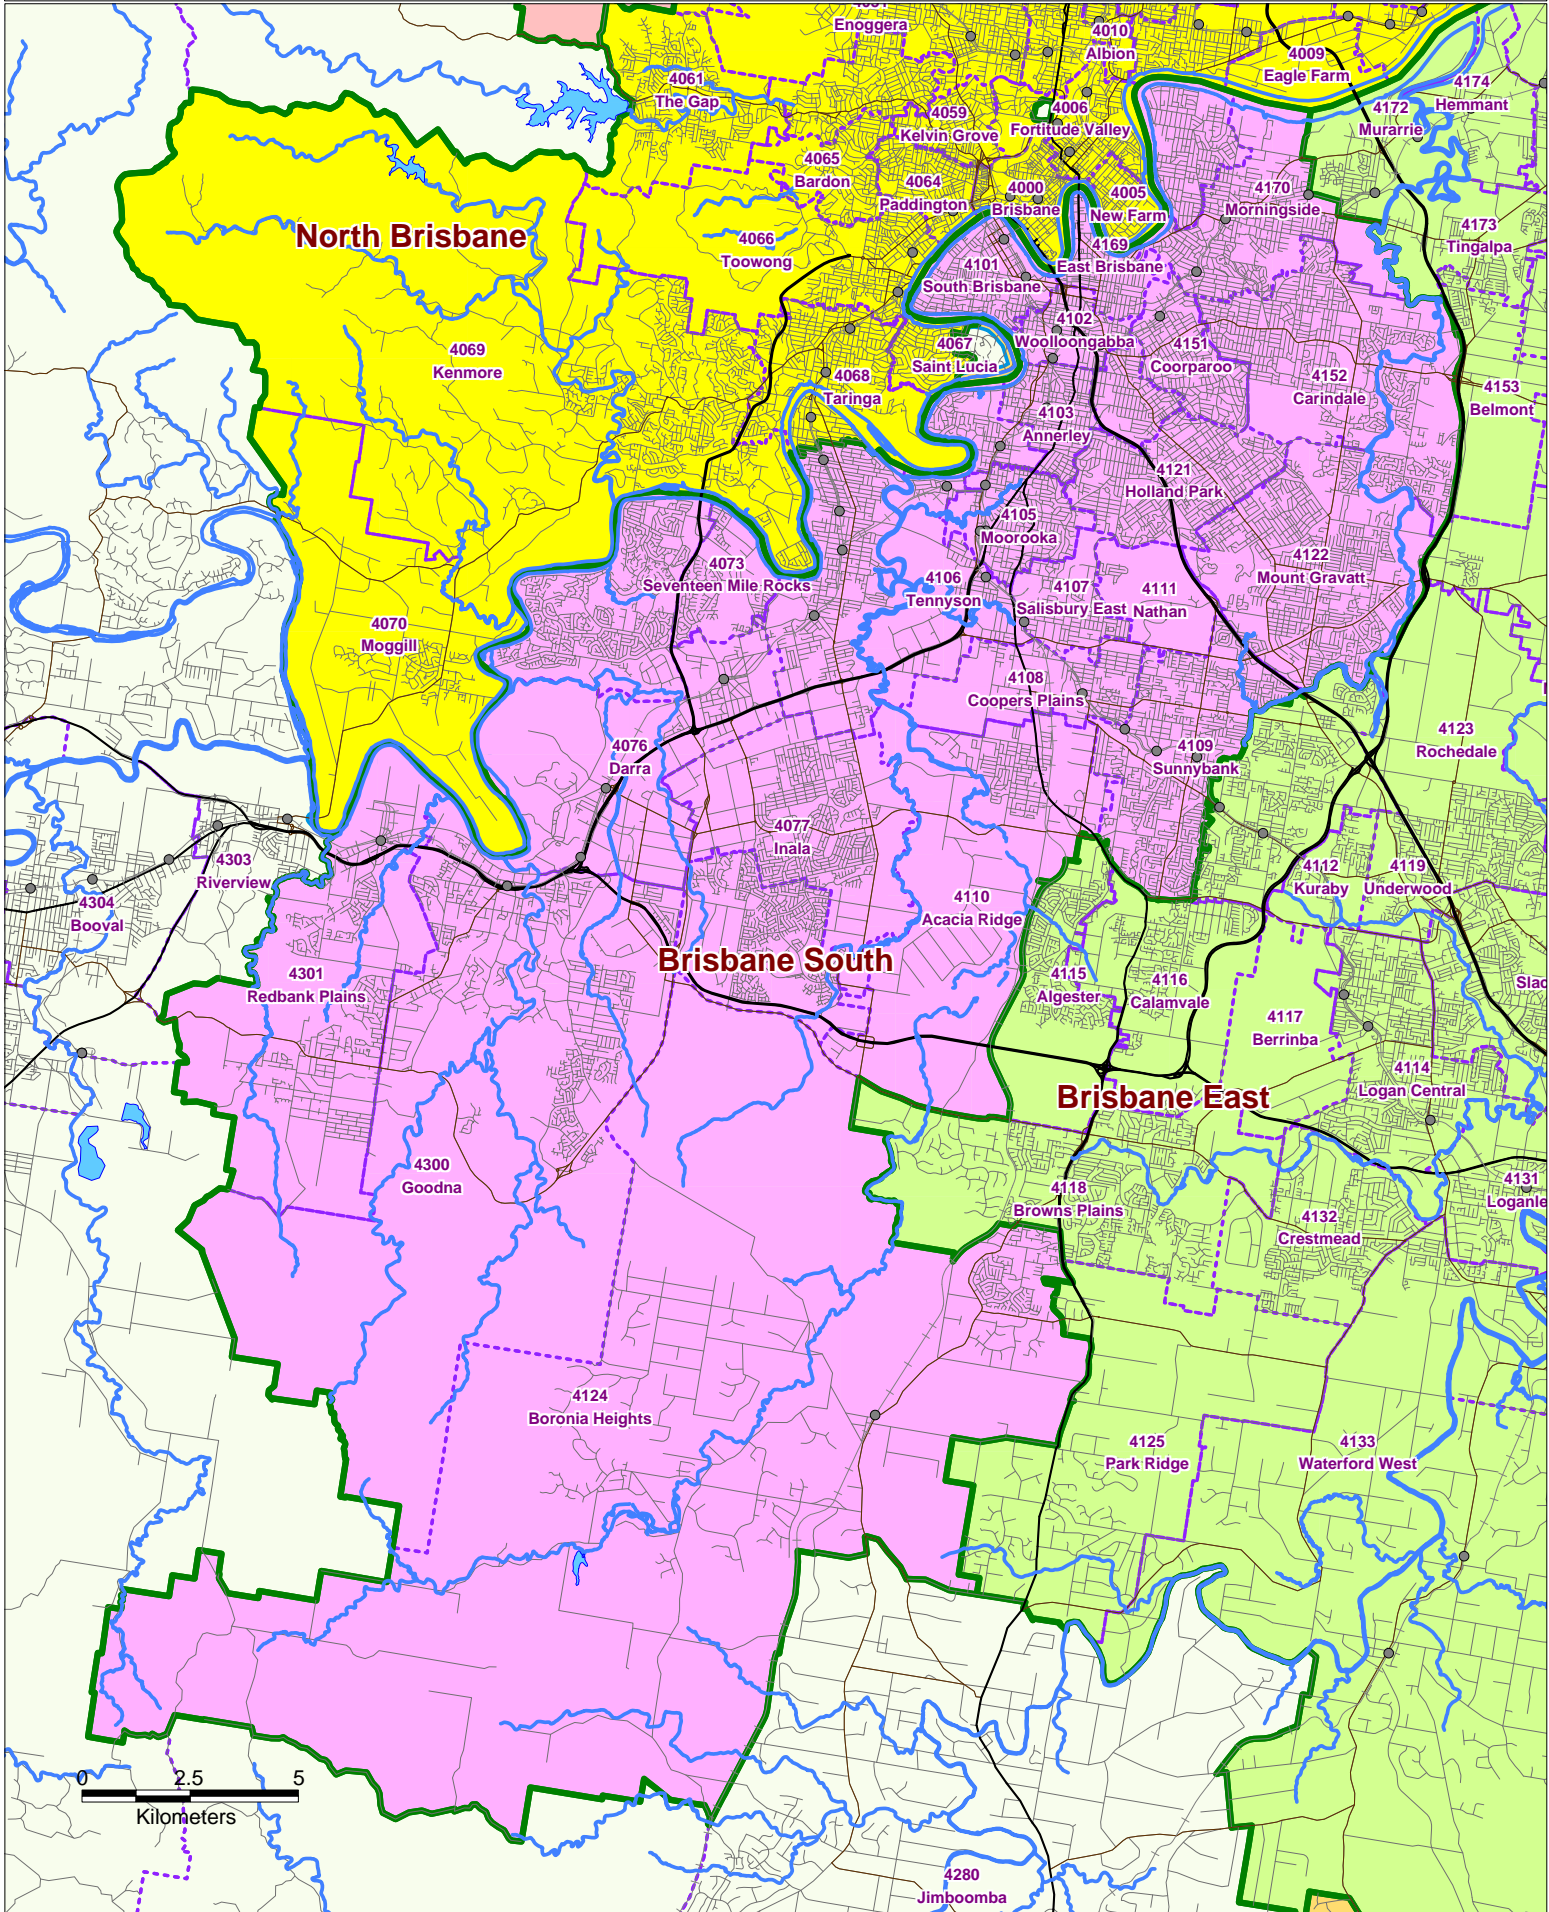 Enoggera
4010
Albion
4009
Eagle Farm
4061
The Gap
4174
Hemmant
4172
Murarrie
4059
Kelvin Grove
4006
Fortitude Valley
4065
Bardon
4064
Paddington
4000
Brisbane
4005
New Farm
4170
Morningside
4173
Tingalpa
North Brisbane
4066
Toowong
4169
East Brisbane
4101
South Brisbane
4102
Woolloongabba
4067
Saint Lucia
4151
Coorparoo
4069
Kenmore
4068
Taringa
4152
Carindale
4153
Belmont
4103
Annerley
4121
Holland Park
4105
Moorooka
4122
Mount Gravatt
4073
Seventeen Mile Rocks
4106
Tennyson
4107
Salisbury East
4111
Nathan
4070
Moggill
4108
Coopers Plains
4123
Rochedale
4076
Darra
4109
Sunnybank
4077
Inala
4303
Riverview
4112
Kuraby
4119
Underwood
4304
Booval
4110
Acacia Ridge
Brisbane South
4301
Redbank Plains
4115
Algester
4116
Calamvale
Slac
4117
Berrinba
4114
Logan Central
Brisbane East
4300
Goodna
4118
Browns Plains
4131
Loganle
4132
Crestmead
4124
Boronia Heights
4125
Park Ridge
4133
Waterford West
0 2.5 5
Kilometers
4280
Jimboomba